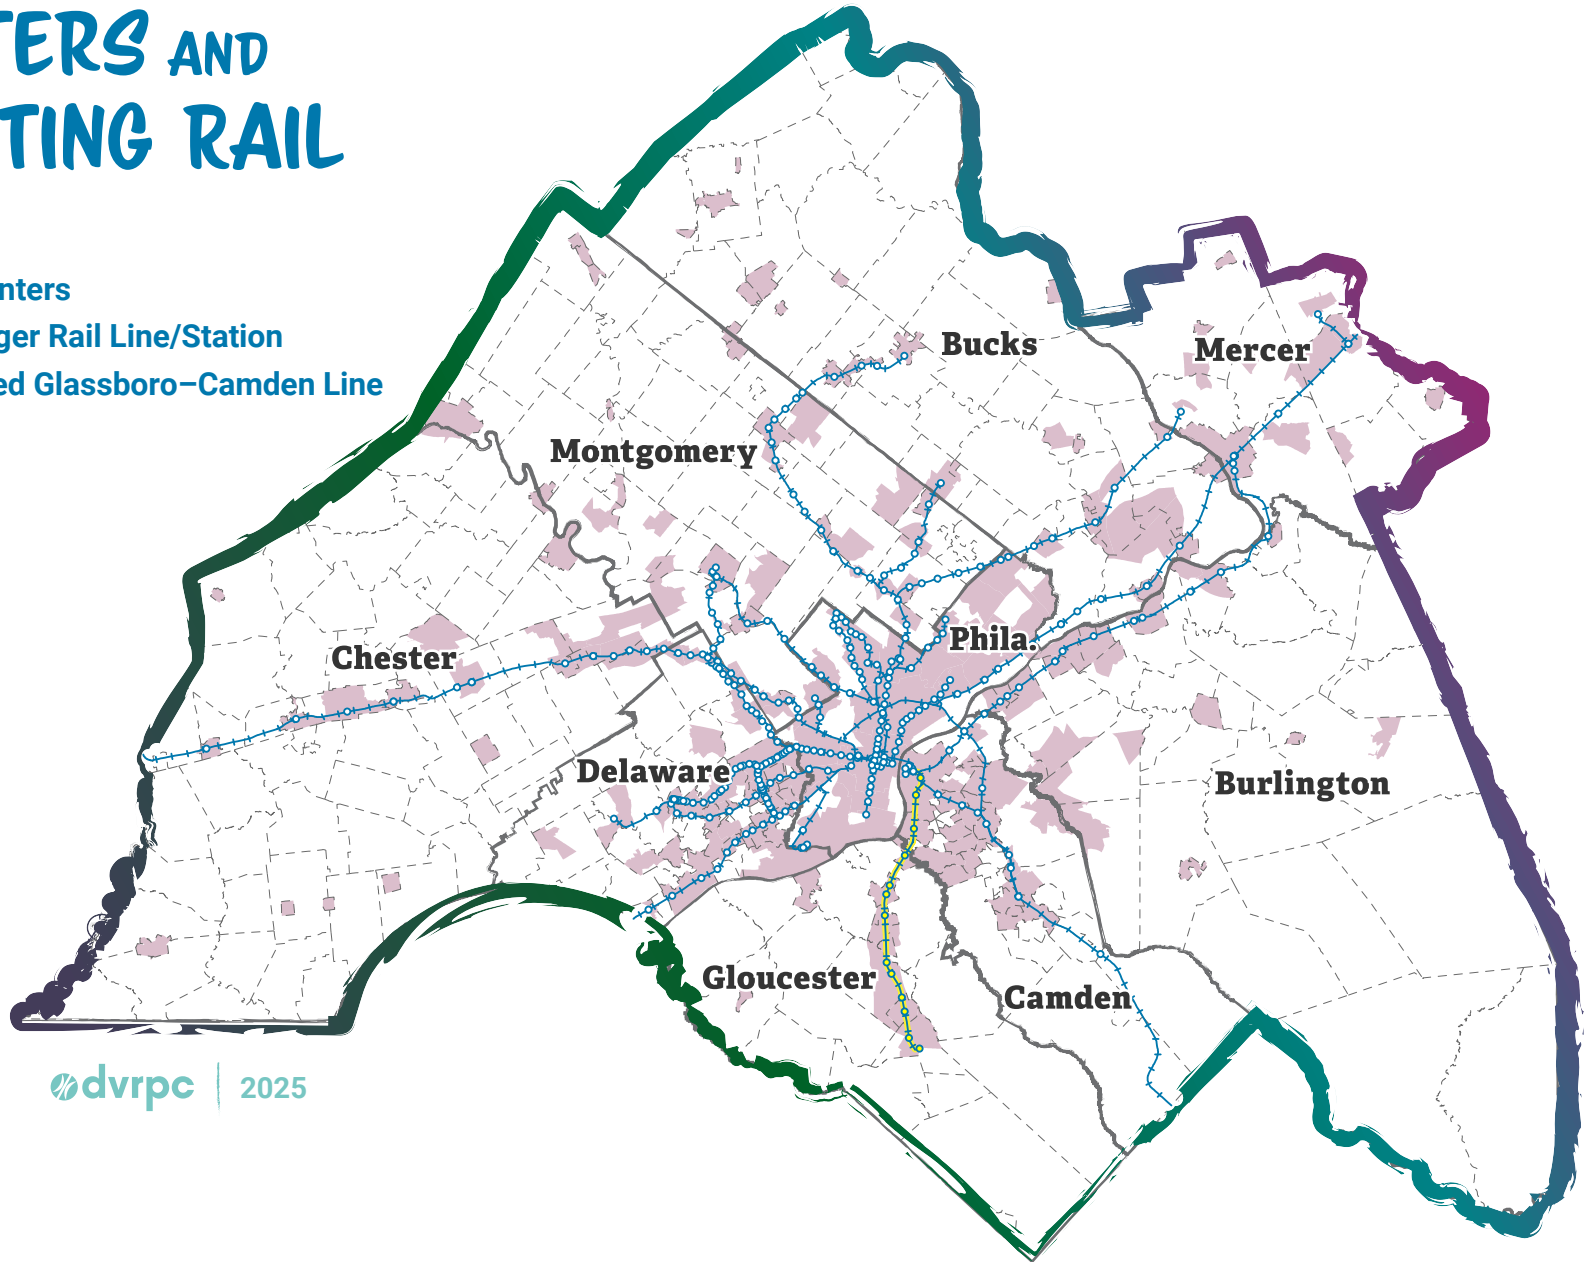 TERS AND
TING RAIL
nters
ger Rail Line/Station
ed Glassboro–Camden Line
Bucks
Mercer
Montgomery
Phila.
Chester
Delaware
Burlington
Gloucester
Camden
dvrpc 2025